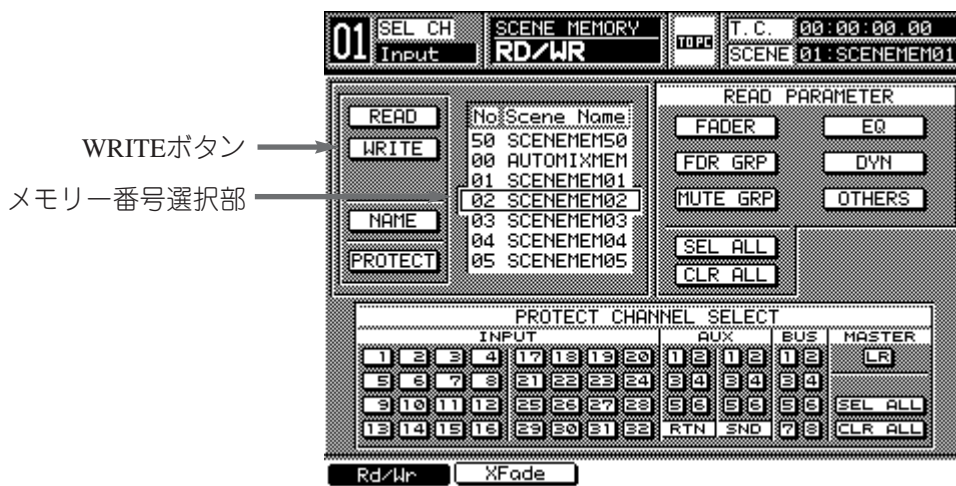 01 SEL CH SCENE MEMORY TO PC T.C. 00:00:00.00
Input RD/WR SCENE 01:SCENEMEM01
WRITEボタン
メモリー番号選択部
READ
WRITE
NAME
PROTECT
No Scene Name
50 SCENEMEM50
00 AUTOMIXMEM
01 SCENEMEM01
02 SCENEMEM02
03 SCENEMEM03
04 SCENEMEM04
05 SCENEMEM05
READ PARAMETER
FADER EQ
FDR GRP DYN
MUTE GRP OTHERS
SEL ALL
CLR ALL
PROTECT CHANNEL SELECT
INPUT AUX BUS MASTER
1 2 3 4 17 18 19 20 1 2 1 2 1 2 LR
5 6 7 8 21 22 23 24 3 4 3 4 3 4
9 10 11 12 25 26 27 28 5 6 5 6 5 6 SEL ALL
13 14 15 16 29 30 31 32 RTN SND 7 8 CLR ALL
Rd/Wr XFade